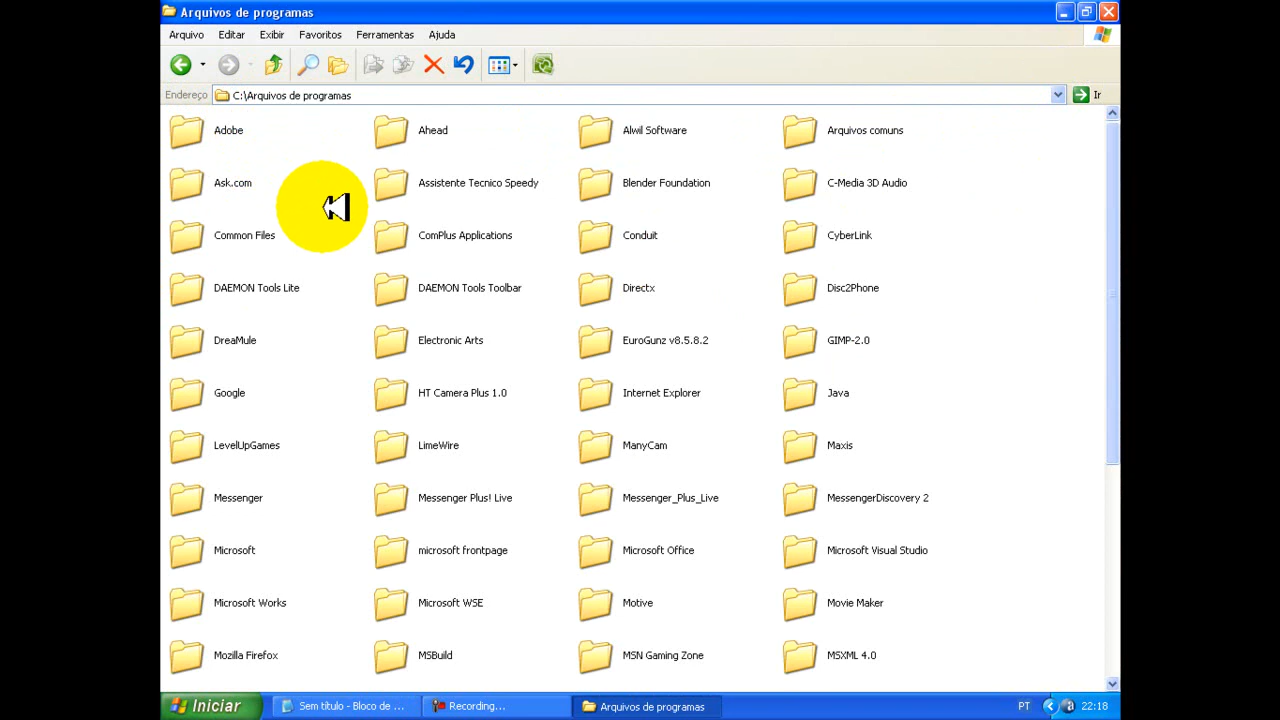 Arquivos de programas
Arquivo Editar Exibir Favoritos Ferramentas Ajuda
Endereço C:\Arquivos de programas Ir
Adobe Ahead Alwil Software Arquivos comuns
Ask.com Assistente Tecnico Speedy Blender Foundation C-Media 3D Audio
Common Files ComPlus Applications Conduit CyberLink
DAEMON Tools Lite DAEMON Tools Toolbar Directx Disc2Phone
DreaMule Electronic Arts EuroGunz v8.5.8.2 GIMP-2.0
Google HT Camera Plus 1.0 Internet Explorer Java
LevelUpGames LimeWire ManyCam Maxis
Messenger Messenger Plus! Live Messenger_Plus_Live MessengerDiscovery 2
Microsoft microsoft frontpage Microsoft Office Microsoft Visual Studio
Microsoft Works Microsoft WSE Motive Movie Maker
Mozilla Firefox MSBuild MSN Gaming Zone MSXML 4.0
Iniciar Sem título - Bloco de ... Recording... Arquivos de programas PT 22:18